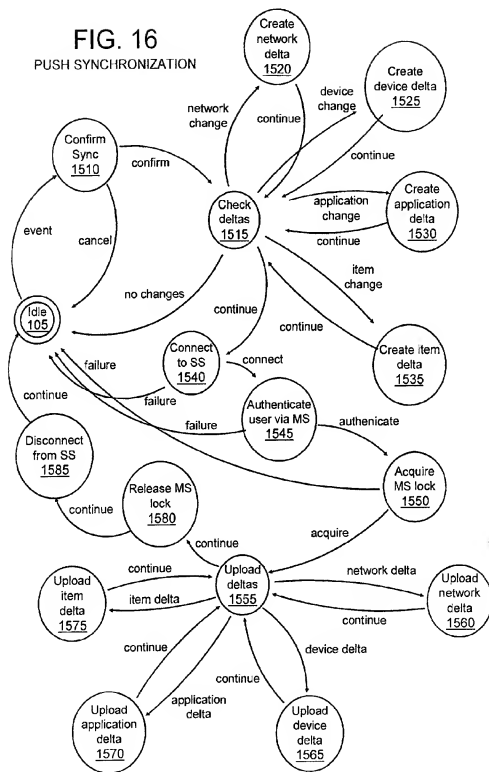 FIG. 16
PUSH SYNCHRONIZATION
Create
network
delta
1520
Create
device delta
1525
device
change
network
change
continue
continue
Confirm
Sync
1510
confirm
Check
deltas
1515
application
change
continue
Create
application
delta
1530
event
cancel
item
change
no changes
continue
continue
Idle
105
Connect
to SS
1540
connect
Create item
delta
1535
failure
failure
continue
failure
Authenticate
user via MS
1545
authenicate
Disconnect
from SS
1585
Acquire
MS lock
1550
Release MS
lock
1580
continue
acquire
continue
continue
Upload
deltas
1555
network delta
Upload
item
delta
1575
item delta
continue
Upload
network
delta
1560
continue
continue
device delta
application
delta
Upload
application
delta
1570
Upload
device
delta
1565